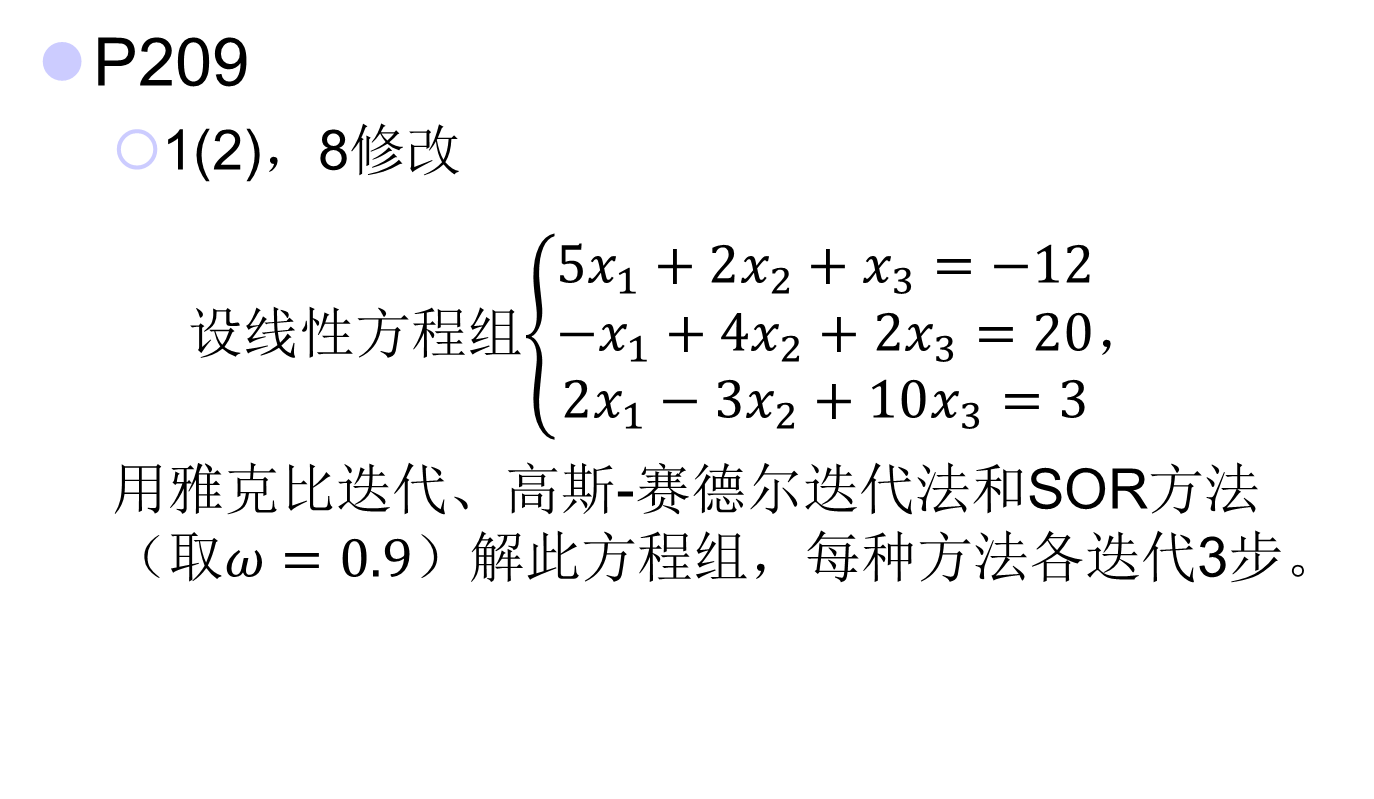 P209
1(2)，8修改
5x₁ + 2x₂ + x₃ = −12
设线性方程组{−x₁ + 4x₂ + 2x₃ = 20，
2x₁ − 3x₂ + 10x₃ = 3
用雅克比迭代、高斯-赛德尔迭代法和SOR方法
（取ω = 0.9）解此方程组，每种方法各迭代3步。